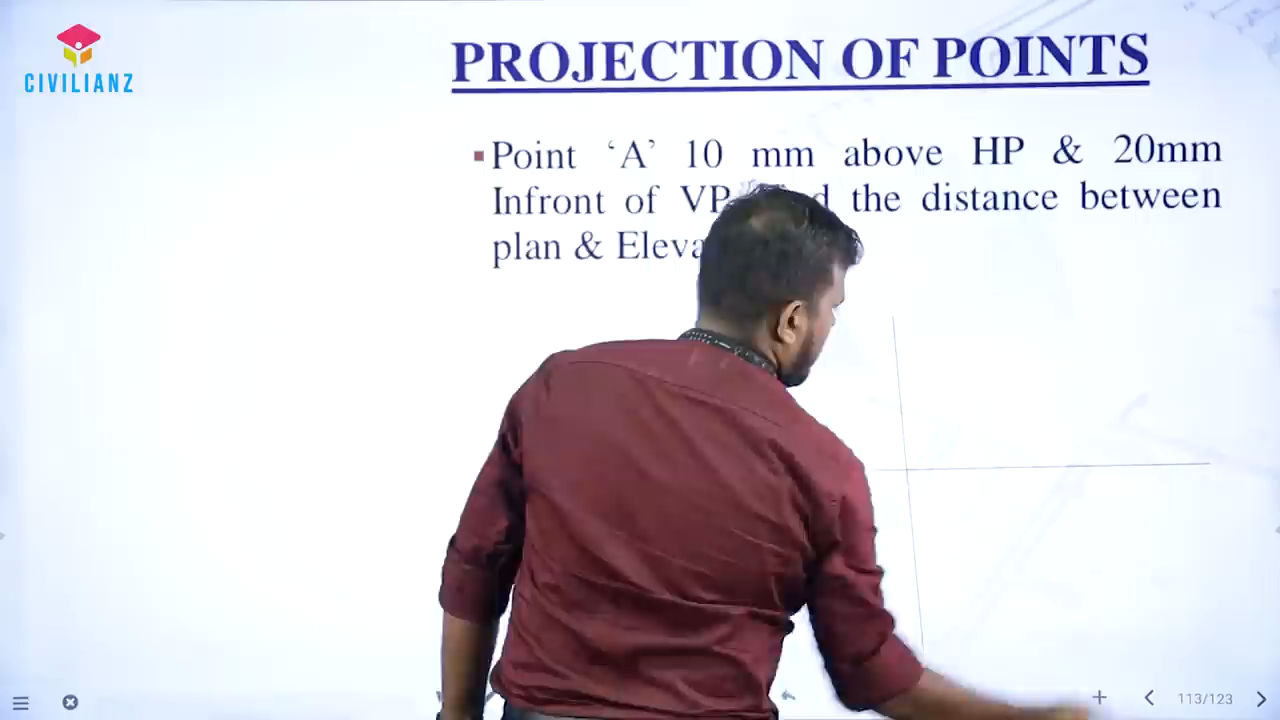 CIVILIANZ
PROJECTION OF POINTS
Point ‘A’ 10 mm above HP & 20mm
Infront of VP the distance between
plan &
113/123